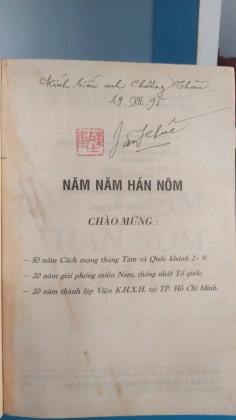 Kính biếu anh Chương Thâu.
19.XII.95.
NĂM NĂM HÁN NÔM
CHÀO MỪNG :
– 50 năm Cách mạng tháng Tám và Quốc khánh 2 - 9.
– 20 năm giải phóng miền Nam, thống nhất Tổ quốc.
– 20 năm thành lập Viện K.H.X.H. tại TP. Hồ Chí Minh.